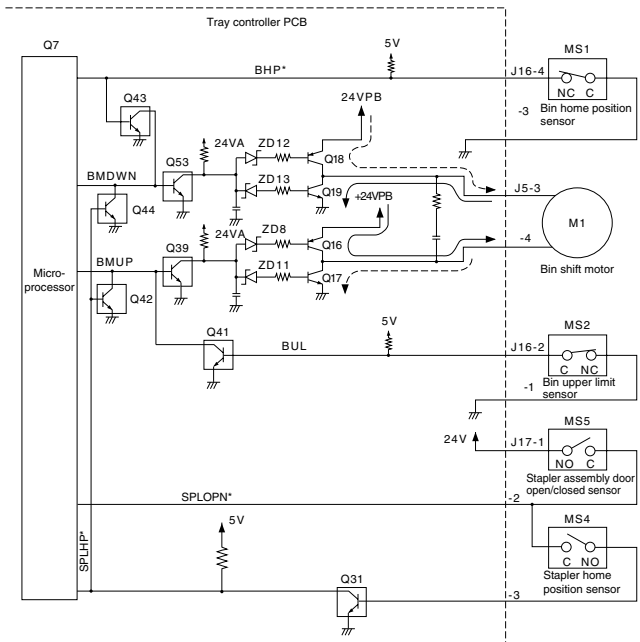 Tray controller PCB
Q7
5V
MS1
BHP*
J16-4
NC C
-3
Bin home position
sensor
Q43
24VPB
24VA
ZD12
Q53
Q18
BMDWN
ZD13
J5-3
Q19
Q44
+24VPB
24VA
ZD8
M1
Q39
Q16
-4
BMUP
ZD11
Bin shift motor
Micro-
processor
Q42
Q17
Q41
5V
MS2
BUL
J16-2
C NC
-1
Bin upper limit
sensor
MS5
24V
J17-1
NO C
Stapler assembly door
open/closed sensor
SPLOPN*
-2
MS4
5V
SPLHP*
C NO
Stapler home
position sensor
Q31
-3